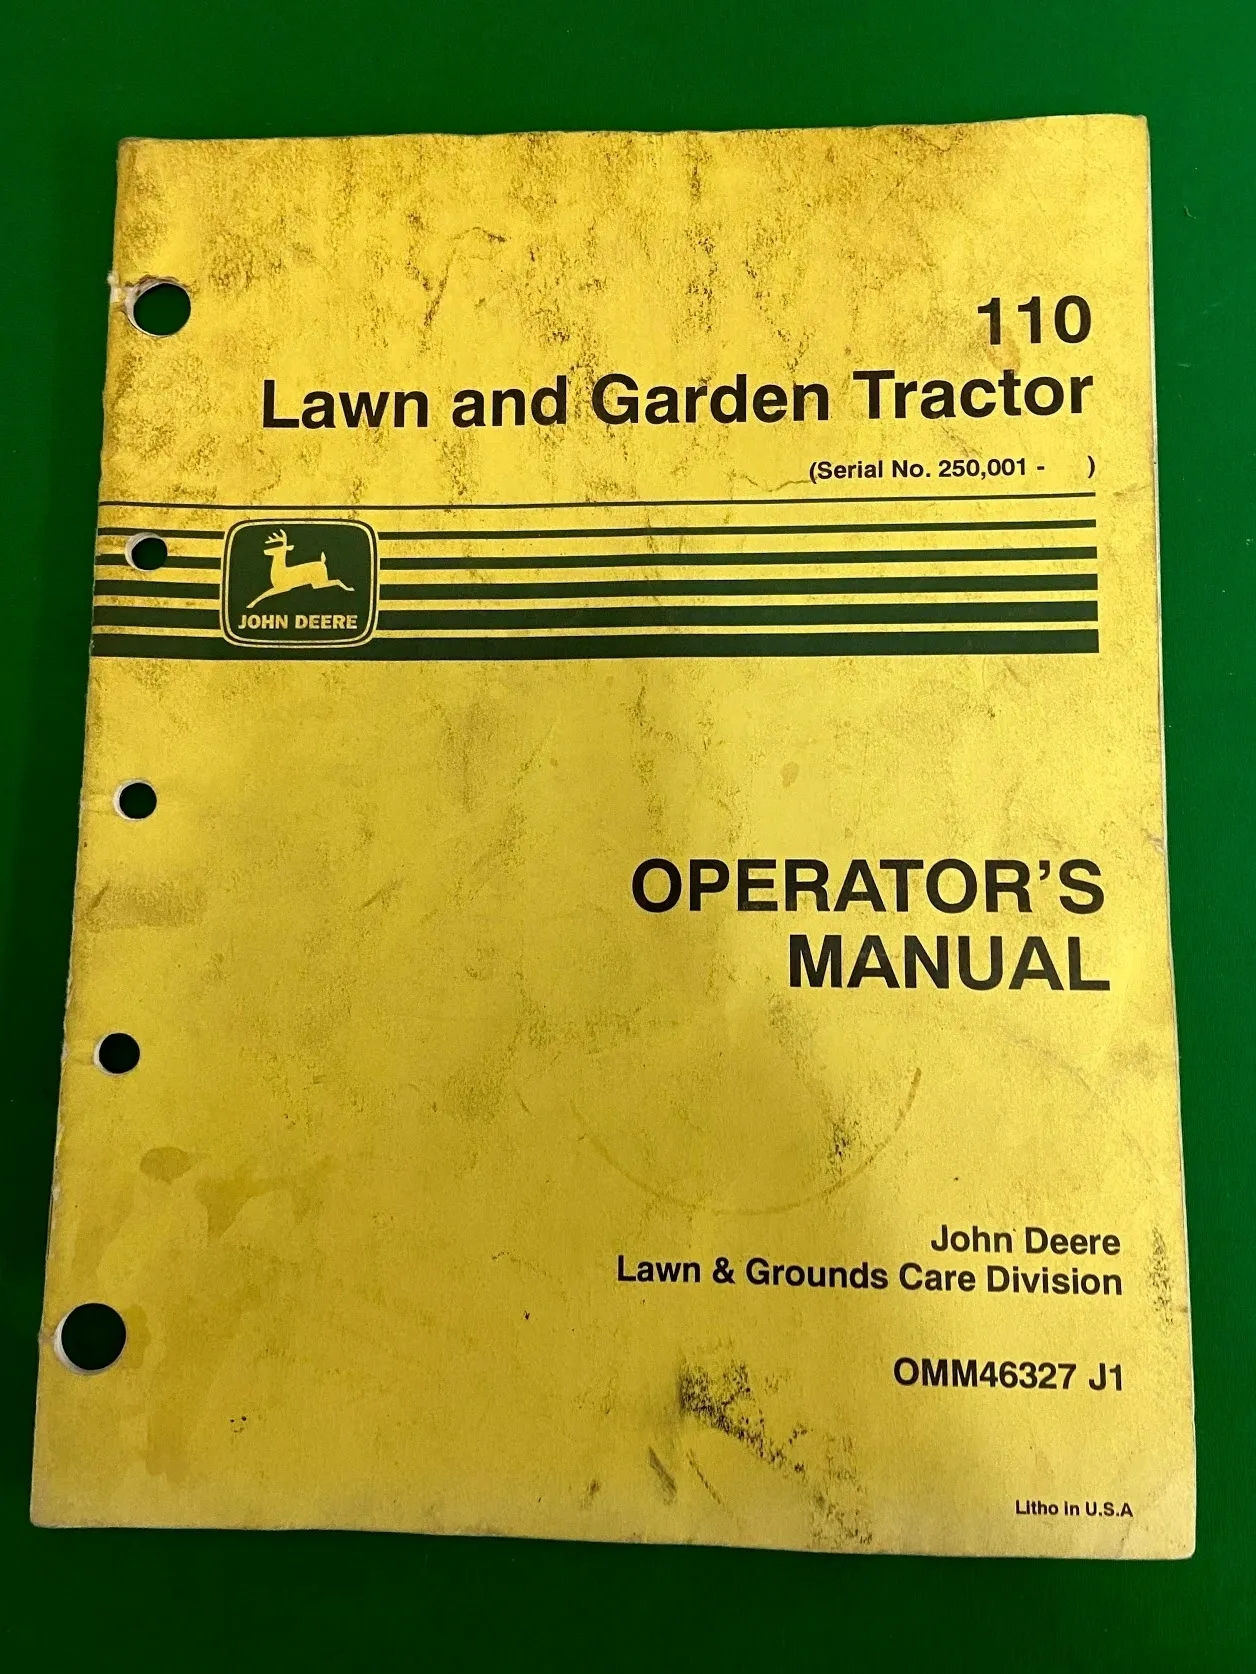 110
Lawn and Garden Tractor
(Serial No. 250,001 - )
JOHN DEERE
OPERATOR'S
MANUAL
John Deere
Lawn & Grounds Care Division
OMM46327 J1
Litho in U.S.A